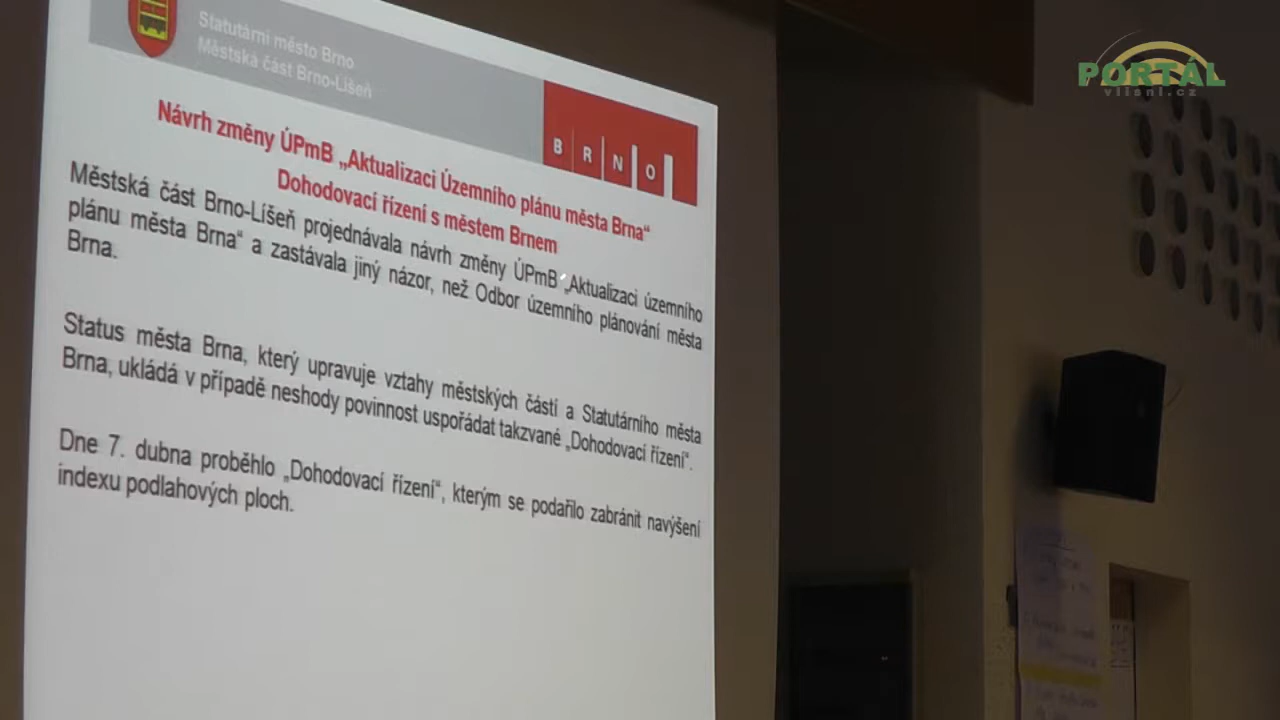 Statutární město Brno
Městská část Brno-Líšeň
BRNO
PORTÁL
vlisni.cz
Návrh změny ÚPmB „Aktualizaci Územního plánu města Brna“
Dohodovací řízení s městem Brnem
Městská část Brno-Líšeň projednávala návrh změny ÚPmB „Aktualizaci územního
plánu města Brna“ a zastávala jiný názor, než Odbor územního plánování města
Brna.
Status města Brna, který upravuje vztahy městských částí a Statutárního města
Brna, ukládá v případě neshody povinnost uspořádat takzvané „Dohodovací řízení“.
Dne 7. dubna proběhlo „Dohodovací řízení“, kterým se podařilo zabránit navýšení
indexu podlahových ploch.